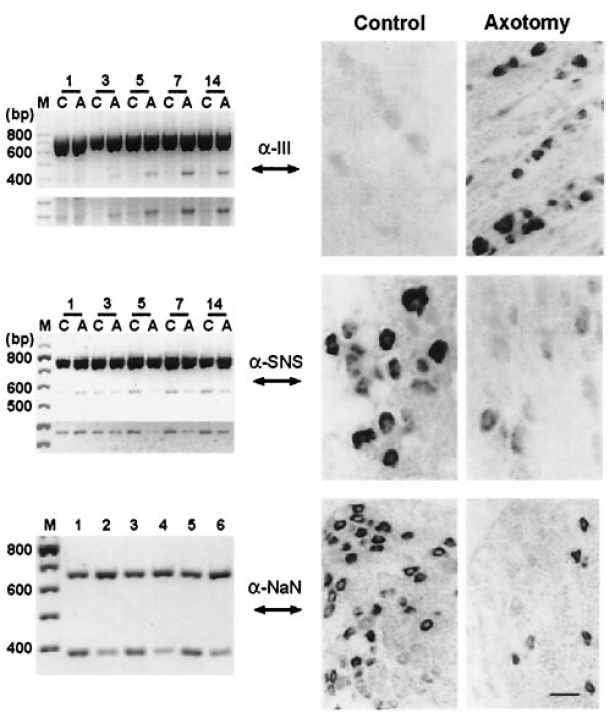 Control Axotomy
1 3 5 7 14
M C A C A C A C A C A
(bp)
800
600
400
α-III
1 3 5 7 14
M C A C A C A C A C A
(bp)
800
600
500
α-SNS
M 1 2 3 4 5 6
800
600
400
α-NaN